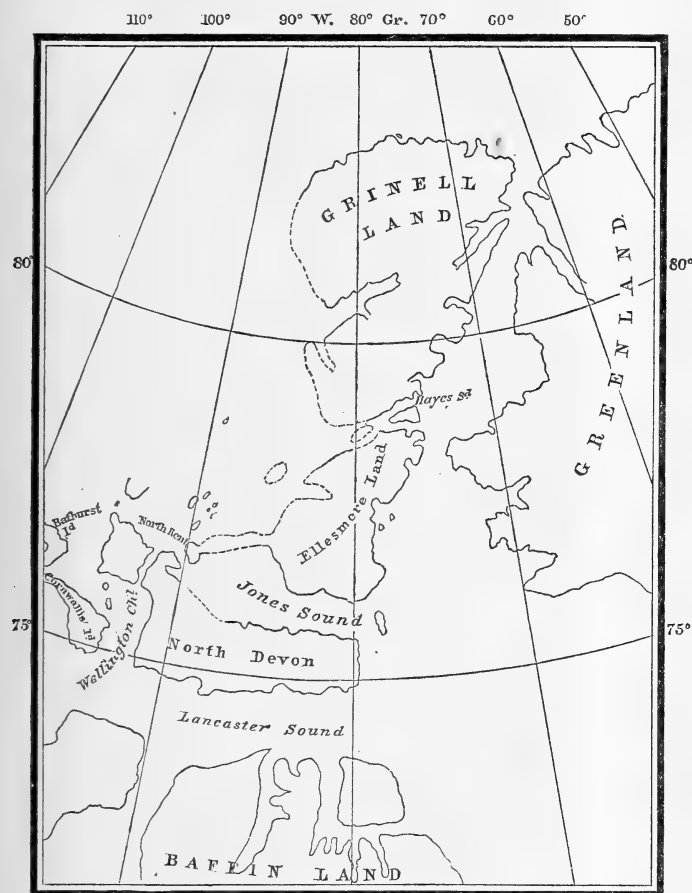 110° 100° 90° W. 80° Gr. 70° 60° 50°
GRINELL
LAND
80°
80°
GREENLAND
Hayes Sd
Ellesmere Land
Bathurst
Id
North Kent
Cornwallis' Id
Wellington Chl
Jones Sound
75°
75°
North Devon
Lancaster Sound
BAFFIN LAND